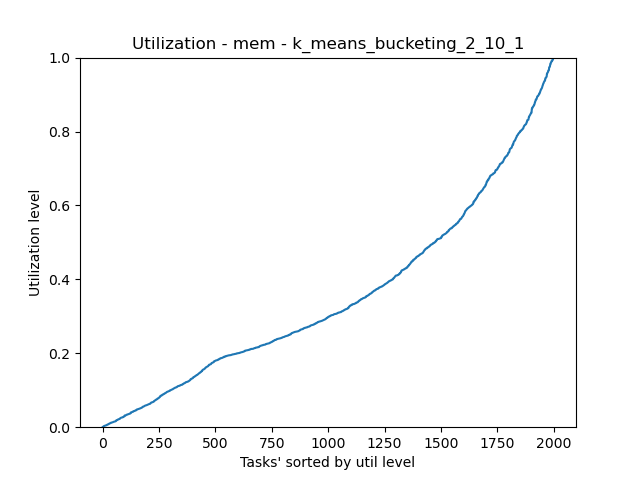 Utilization - mem - k_means_bucketing_2_10_1
1.0
0.8
0.6
0.4
0.2
0.0
Utilization level
0 250 500 750 1000 1250 1500 1750 2000
Tasks' sorted by util level